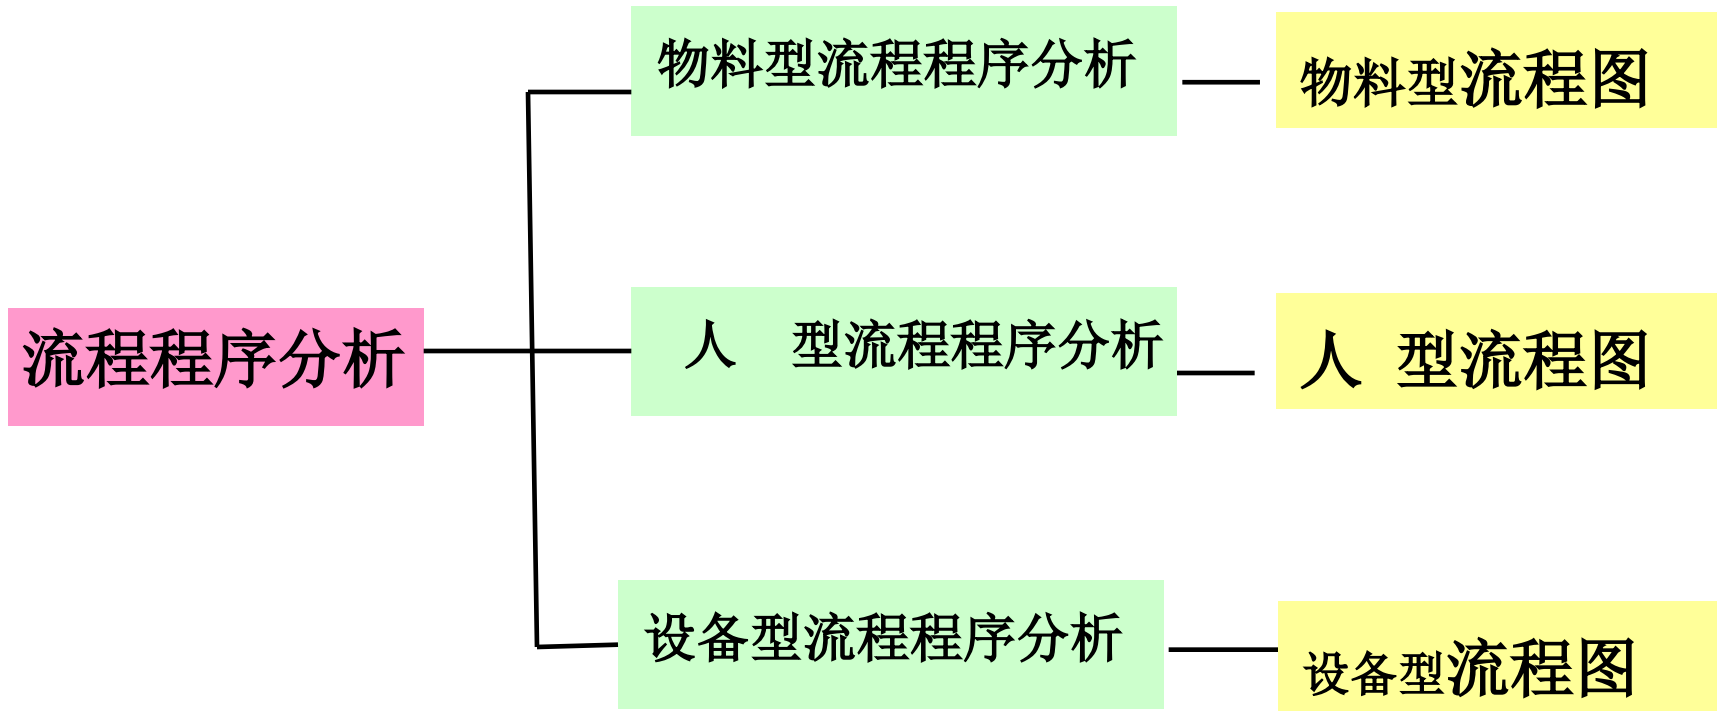 物料型流程程序分析
物料型流程图
流程程序分析
人 型流程程序分析
人 型流程图
设备型流程程序分析
设备型流程图